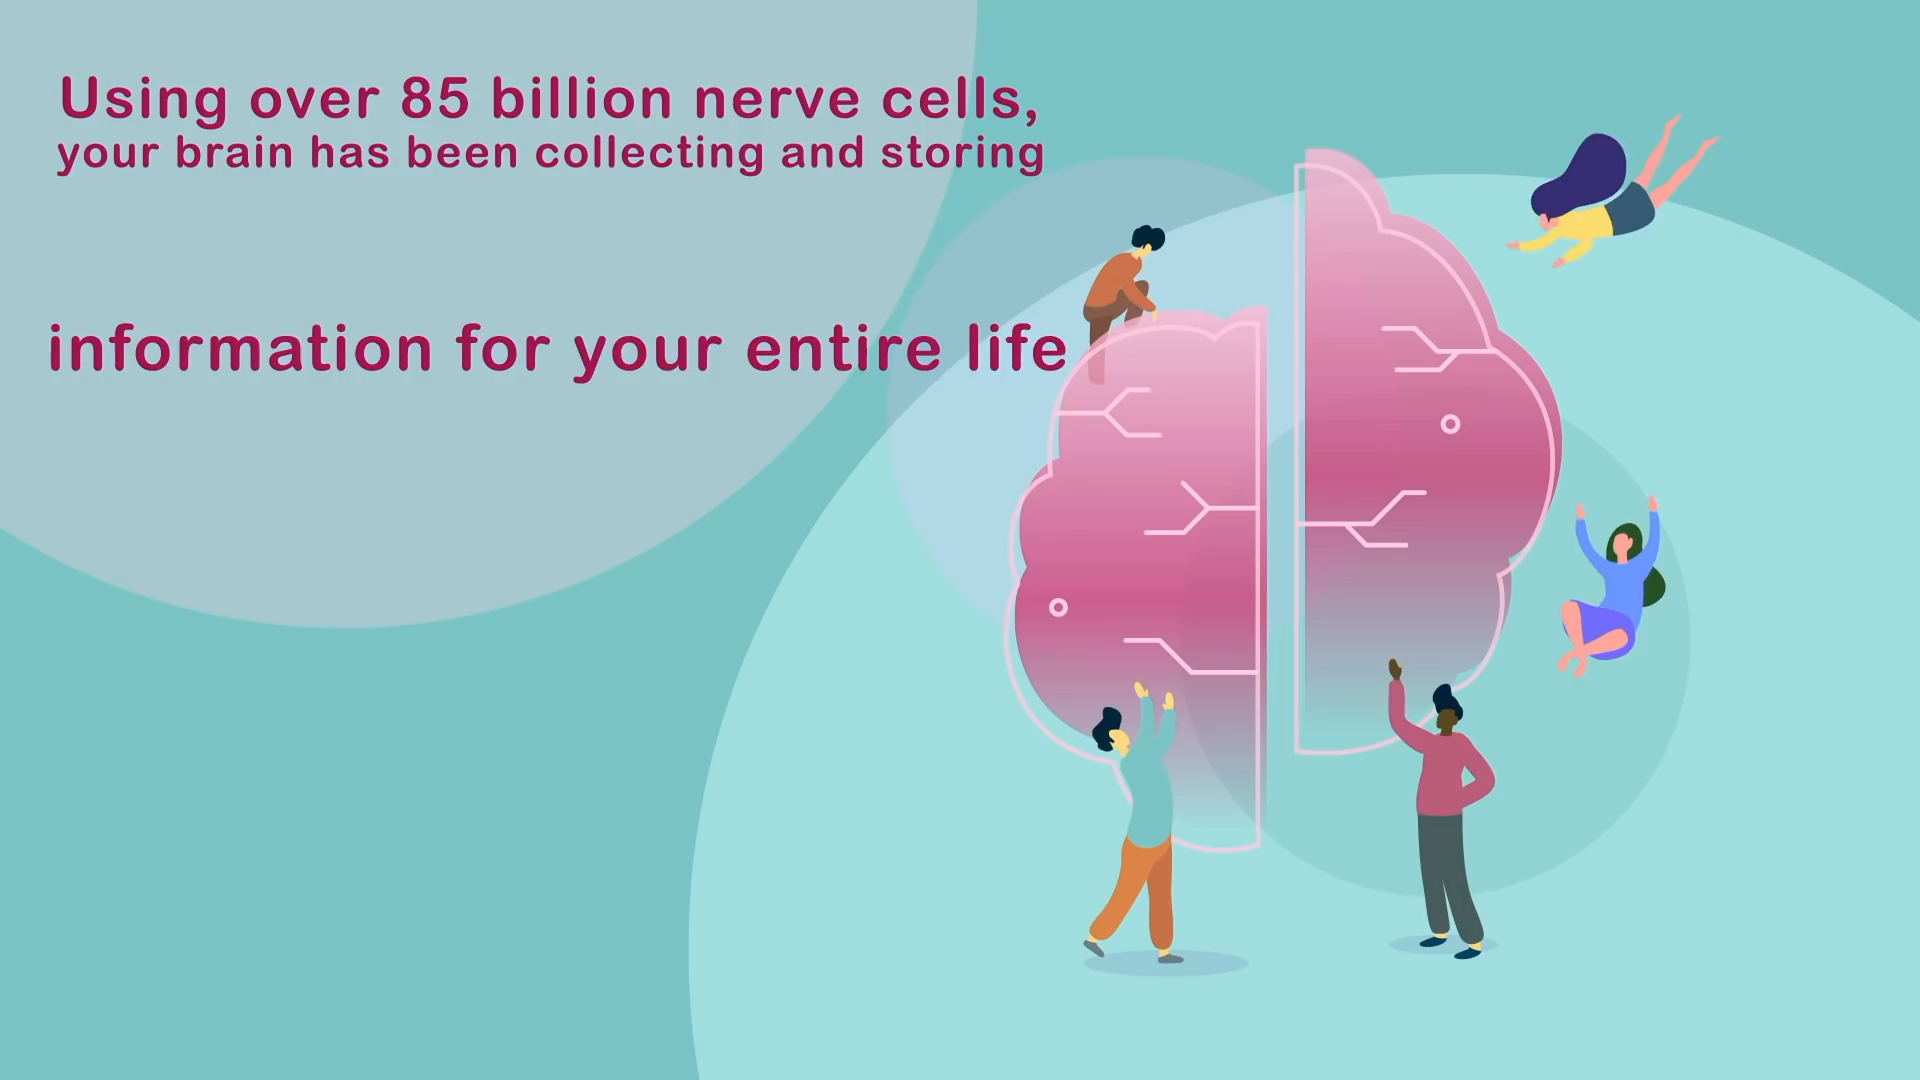 Using over 85 billion nerve cells,
your brain has been collecting and storing
information for your entire life